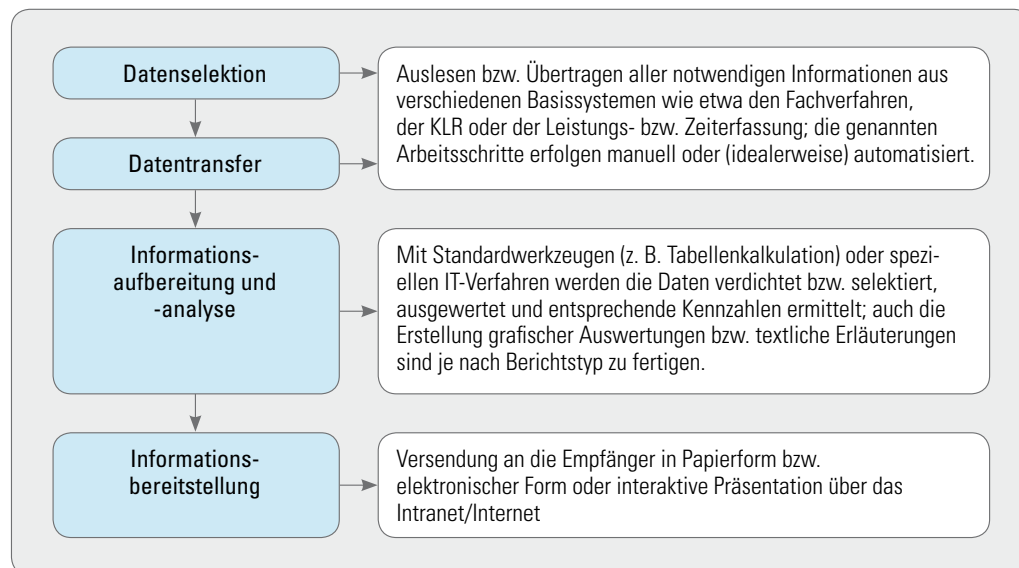 Datenselektion
Auslesen bzw. Übertragen aller notwendigen Informationen aus
verschiedenen Basissystemen wie etwa den Fachverfahren,
der KLR oder der Leistungs- bzw. Zeiterfassung; die genannten
Arbeitsschritte erfolgen manuell oder (idealerweise) automatisiert.
Datentransfer
Informations-
aufbereitung und
-analyse
Mit Standardwerkzeugen (z. B. Tabellenkalkulation) oder spezi-
ellen IT-Verfahren werden die Daten verdichtet bzw. selektiert,
ausgewertet und entsprechende Kennzahlen ermittelt; auch die
Erstellung grafischer Auswertungen bzw. textliche Erläuterungen
sind je nach Berichtstyp zu fertigen.
Informations-
bereitstellung
Versendung an die Empfänger in Papierform bzw.
elektronischer Form oder interaktive Präsentation über das
Intranet/Internet